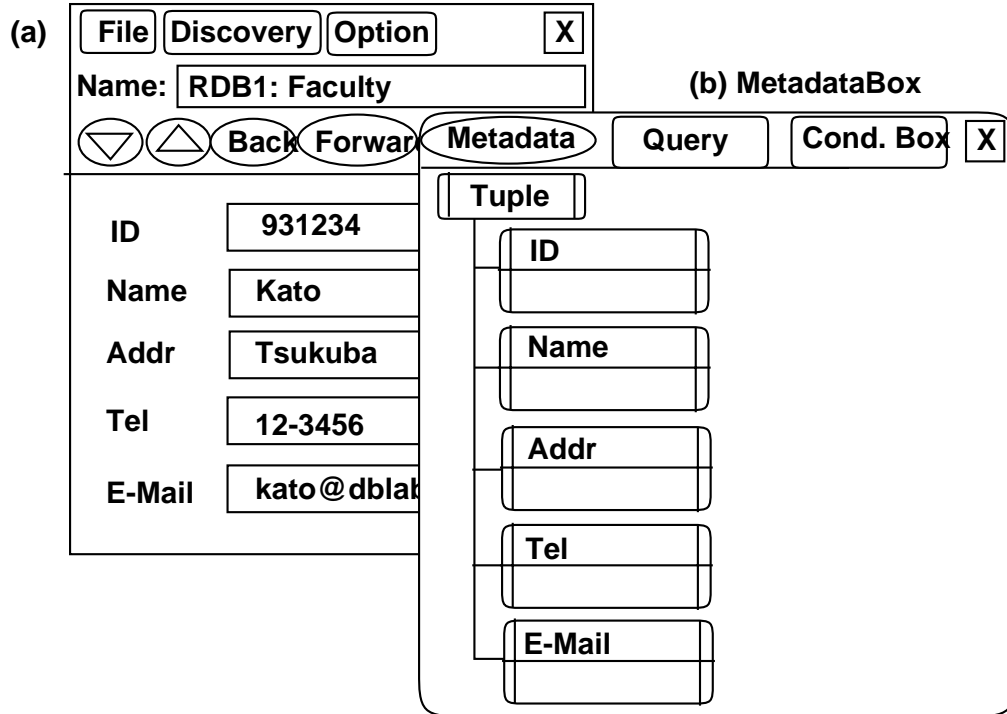 (a)
File Discovery Option X
Name: RDB1: Faculty
Back Forward
ID 931234
Name Kato
Addr Tsukuba
Tel 12-3456
E-Mail kato@dblab
(b) MetadataBox
Metadata Query Cond. Box X
Tuple
ID
Name
Addr
Tel
E-Mail